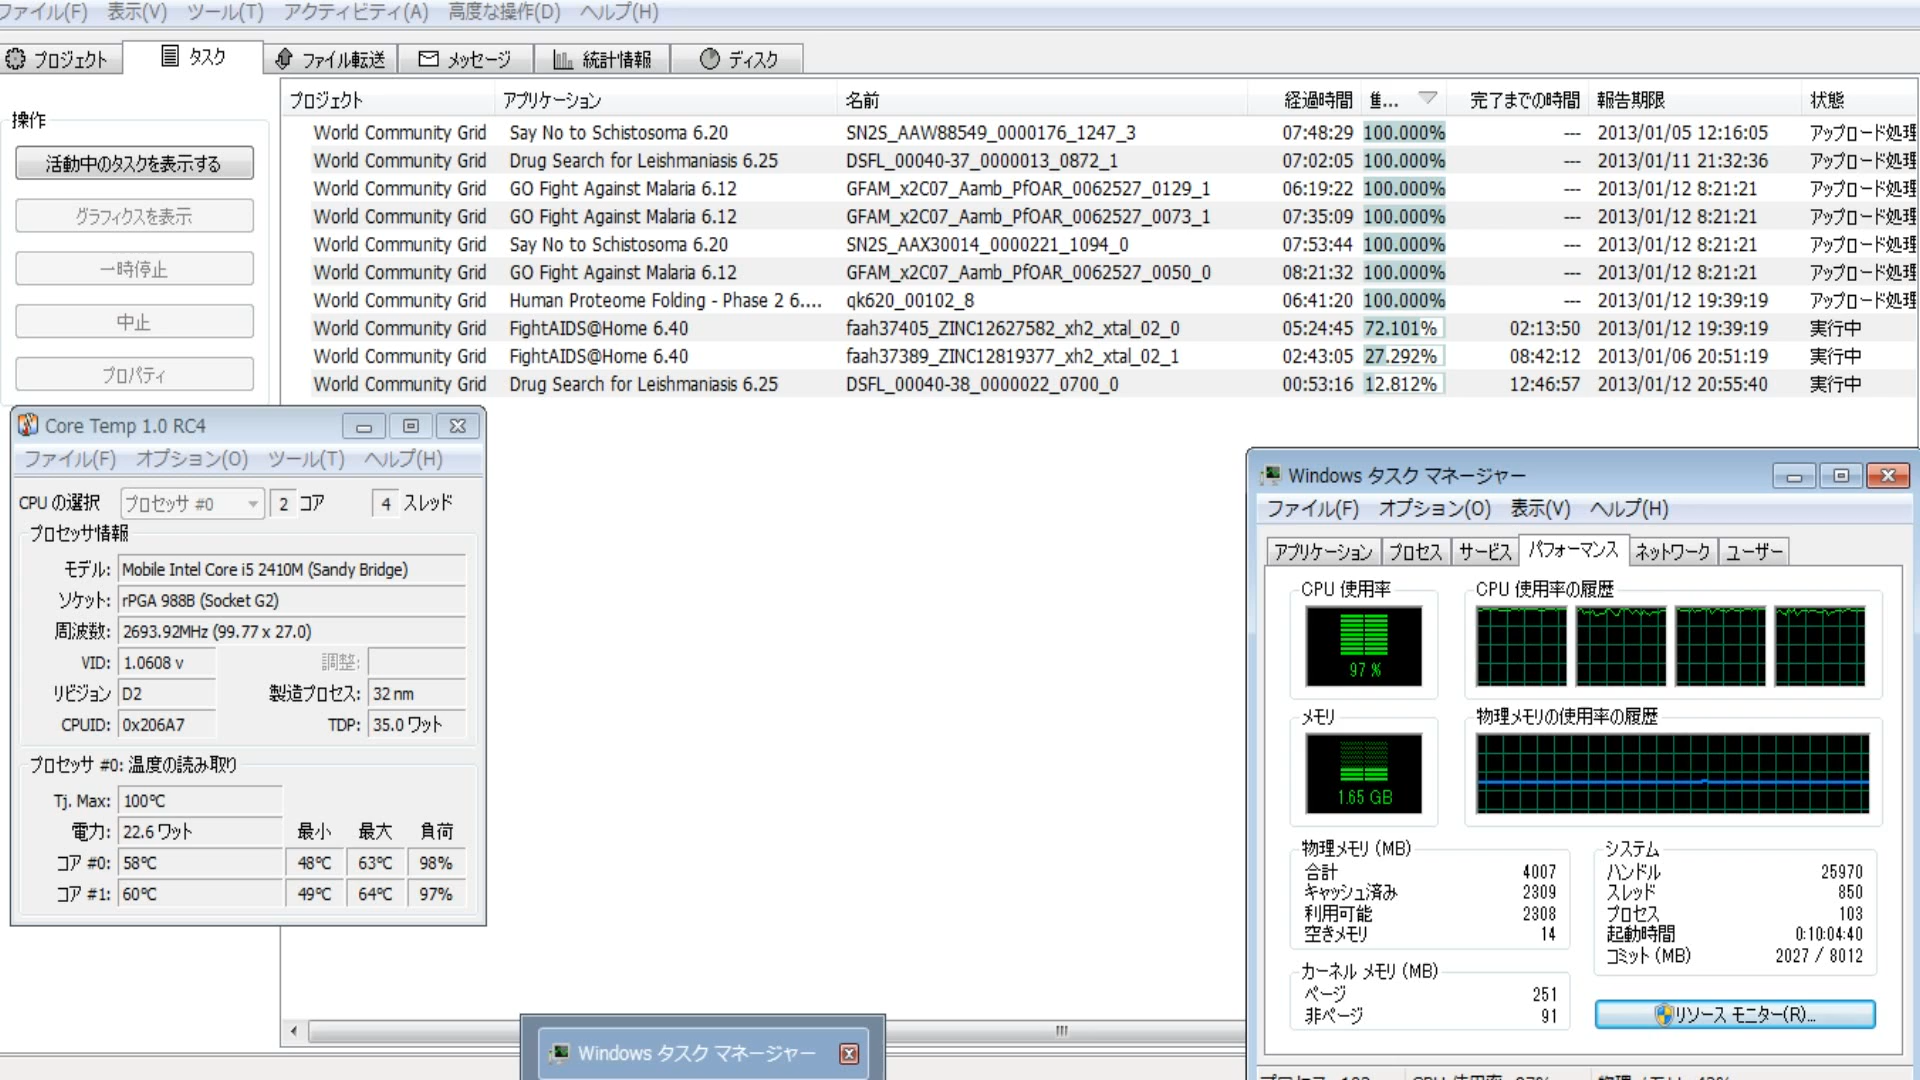 ファイル(F) 表示(V) ツール(T) アクティビティ(A) 高度な操作(D) ヘルプ(H)
プロジェクト タスク ファイル転送 メッセージ 統計情報 ディスク
操作
活動中のタスクを表示する
グラフィクスを表示
一時停止
中止
プロパティ
プロジェクト アプリケーション 名前 経過時間 進... 完了までの時間 報告期限 状態
World Community Grid Say No to Schistosoma 6.20 SN2S_AAW88549_0000176_1247_3 07:48:29 100.000% --- 2013/01/05 12:16:05 アップロード処理
World Community Grid Drug Search for Leishmaniasis 6.25 DSFL_00040-37_0000013_0872_1 07:02:05 100.000% --- 2013/01/11 21:32:36 アップロード処理
World Community Grid GO Fight Against Malaria 6.12 GFAM_x2C07_Aamb_PfOAR_0062527_0129_1 06:19:22 100.000% --- 2013/01/12 8:21:21 アップロード処理
World Community Grid GO Fight Against Malaria 6.12 GFAM_x2C07_Aamb_PfOAR_0062527_0073_1 07:35:09 100.000% --- 2013/01/12 8:21:21 アップロード処理
World Community Grid Say No to Schistosoma 6.20 SN2S_AAX30014_0000221_1094_0 07:53:44 100.000% --- 2013/01/12 8:21:21 アップロード処理
World Community Grid GO Fight Against Malaria 6.12 GFAM_x2C07_Aamb_PfOAR_0062527_0050_0 08:21:32 100.000% --- 2013/01/12 8:21:21 アップロード処理
World Community Grid Human Proteome Folding - Phase 2 6.... qk620_00102_8 06:41:20 100.000% --- 2013/01/12 19:39:19 アップロード処理
World Community Grid FightAIDS@Home 6.40 faah37405_ZINC12627582_xh2_xtal_02_0 05:24:45 72.101% 02:13:50 2013/01/12 19:39:19 実行中
World Community Grid FightAIDS@Home 6.40 faah37389_ZINC12819377_xh2_xtal_02_1 02:43:05 27.292% 08:42:12 2013/01/06 20:51:19 実行中
World Community Grid Drug Search for Leishmaniasis 6.25 DSFL_00040-38_0000022_0700_0 00:53:16 12.812% 12:46:57 2013/01/12 20:55:40 実行中
Core Temp 1.0 RC4
ファイル(F) オプション(O) ツール(T) ヘルプ(H)
CPU の選択 プロセッサ #0 2 コア 4 スレッド
プロセッサ情報
モデル: Mobile Intel Core i5 2410M (Sandy Bridge)
ソケット: rPGA 988B (Socket G2)
周波数: 2693.92MHz (99.77 x 27.0)
VID: 1.0608 v 調整:
リビジョン D2 製造プロセス: 32 nm
CPUID: 0x206A7 TDP: 35.0 ワット
プロセッサ #0: 温度の読み取り
Tj. Max: 100℃
電力: 22.6 ワット 最小 最大 負荷
コア #0: 58℃ 48℃ 63℃ 98%
コア #1: 60℃ 49℃ 64℃ 97%
Windows タスク マネージャー
ファイル(F) オプション(O) 表示(V) ヘルプ(H)
アプリケーション プロセス サービス パフォーマンス ネットワーク ユーザー
CPU 使用率 CPU 使用率の履歴
97 %
メモリ 物理メモリの使用率の履歴
1.65 GB
物理メモリ (MB)
合計 4007
キャッシュ済み 2309
利用可能 2308
空きメモリ 14
カーネル メモリ (MB)
ページ 251
非ページ 91
システム
ハンドル 25970
スレッド 850
プロセス 103
起動時間 0:10:04:40
コミット (MB) 2027 / 8012
リソース モニター(R)...
Windows タスク マネージャー